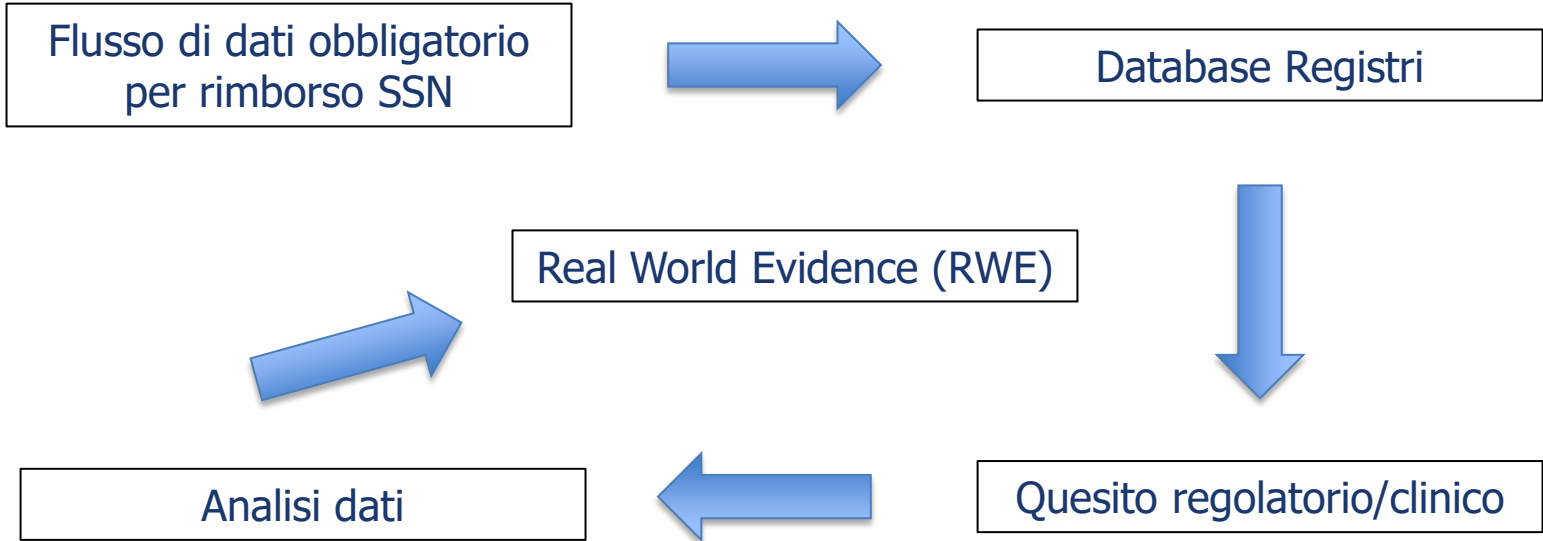 Flusso di dati obbligatorio
per rimborso SSN
Database Registri
Real World Evidence (RWE)
Analisi dati
Quesito regolatorio/clinico